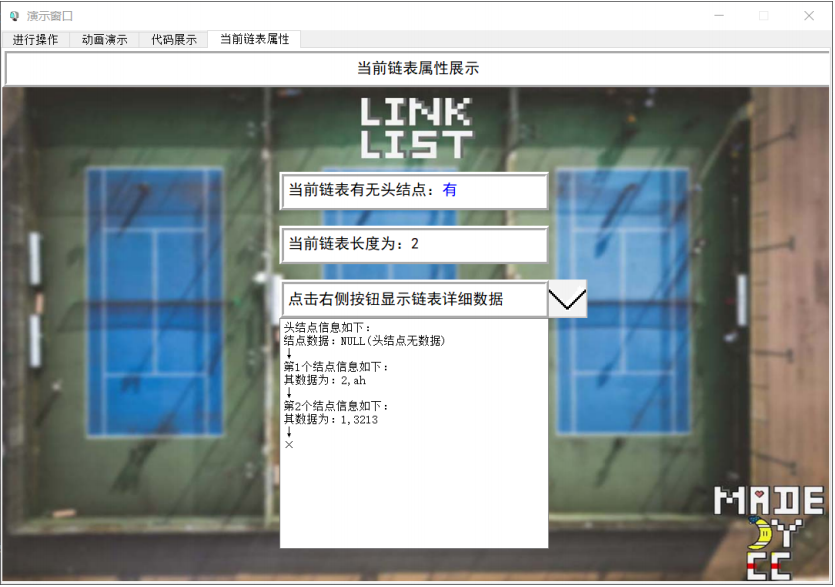 演示窗口
进行操作 动画演示 代码展示 当前链表属性
当前链表属性展示
LINK
LIST
当前链表有无头结点：有
当前链表长度为：2
点击右侧按钮显示链表详细数据
头结点信息如下：
结点数据：NULL(头结点无数据)
↓
第1个结点信息如下：
其数据为：2,ah
↓
第2个结点信息如下：
其数据为：1,3213
↓
×
MADE
BY
CC